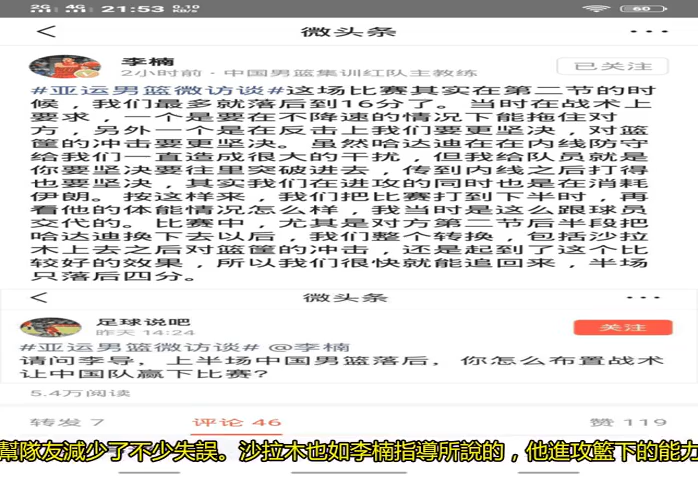 2G 4G 21:53 0.10 KB/s 60
微头条
李楠
2小时前 · 中国男篮集训红队主教练
已关注
#亚运男篮微访谈#这场比赛其实在第二节的时
候，我们最多就落后到16分了。当时在战术上
要求，一个是要在不降速的情况下能拖住对
方，另外一个是在反击上我们要更坚决，对篮
筐的冲击要更坚决。虽然哈达迪在在内线防守
给我们一直造成很大的干扰，但我给队员就是
你要坚决要往里突破进去，传到内线之后打得
也要坚决，其实我们在进攻的同时也是在消耗
伊朗。按这样来，我们把比赛打到下半时，再
看他的体能情况怎么样，我当时是这么跟球员
交代的。比赛中，尤其是对方第二节后半段把
哈达迪换下去以后，我们整个转换，包括沙拉
木上去之后对篮筐的冲击，还是起到了这个比
较好的效果，所以我们很快就能追回来，半场
只落后四分。
微头条
足球说吧
昨天 14:24
关注
#亚运男篮微访谈# @李楠
请问李导，上半场中国男篮落后，你怎么布置战术
让中国队赢下比赛？
5.4万阅读
转发 7 评论 46 赞 119
幫隊友減少了不少失誤。沙拉木也如李楠指導所說的，他進攻籃下的能力